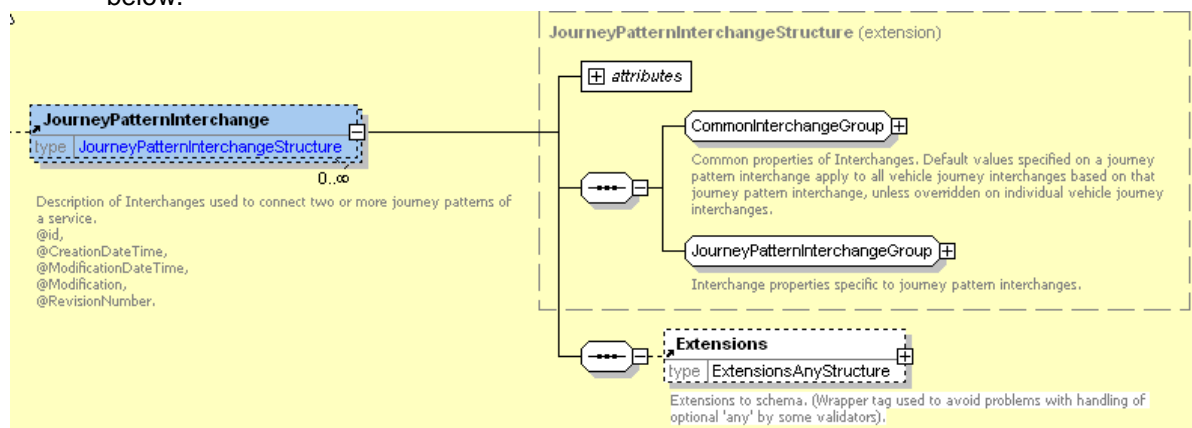 below.
JourneyPatternInterchangeStructure (extension)
attributes
JourneyPatternInterchange
type JourneyPatternInterchangeStructure
0..∞
Description of Interchanges used to connect two or more journey patterns of
a service.
@id,
@CreationDateTime,
@ModificationDateTime,
@Modification,
@RevisionNumber.
CommonInterchangeGroup
Common properties of Interchanges. Default values specified on a journey
pattern interchange apply to all vehicle journey interchanges based on that
journey pattern interchange, unless overridden on individual vehicle journey
interchanges.
JourneyPatternInterchangeGroup
Interchange properties specific to journey pattern interchanges.
Extensions
type ExtensionsAnyStructure
Extensions to schema. (Wrapper tag used to avoid problems with handling of
optional 'any' by some validators).